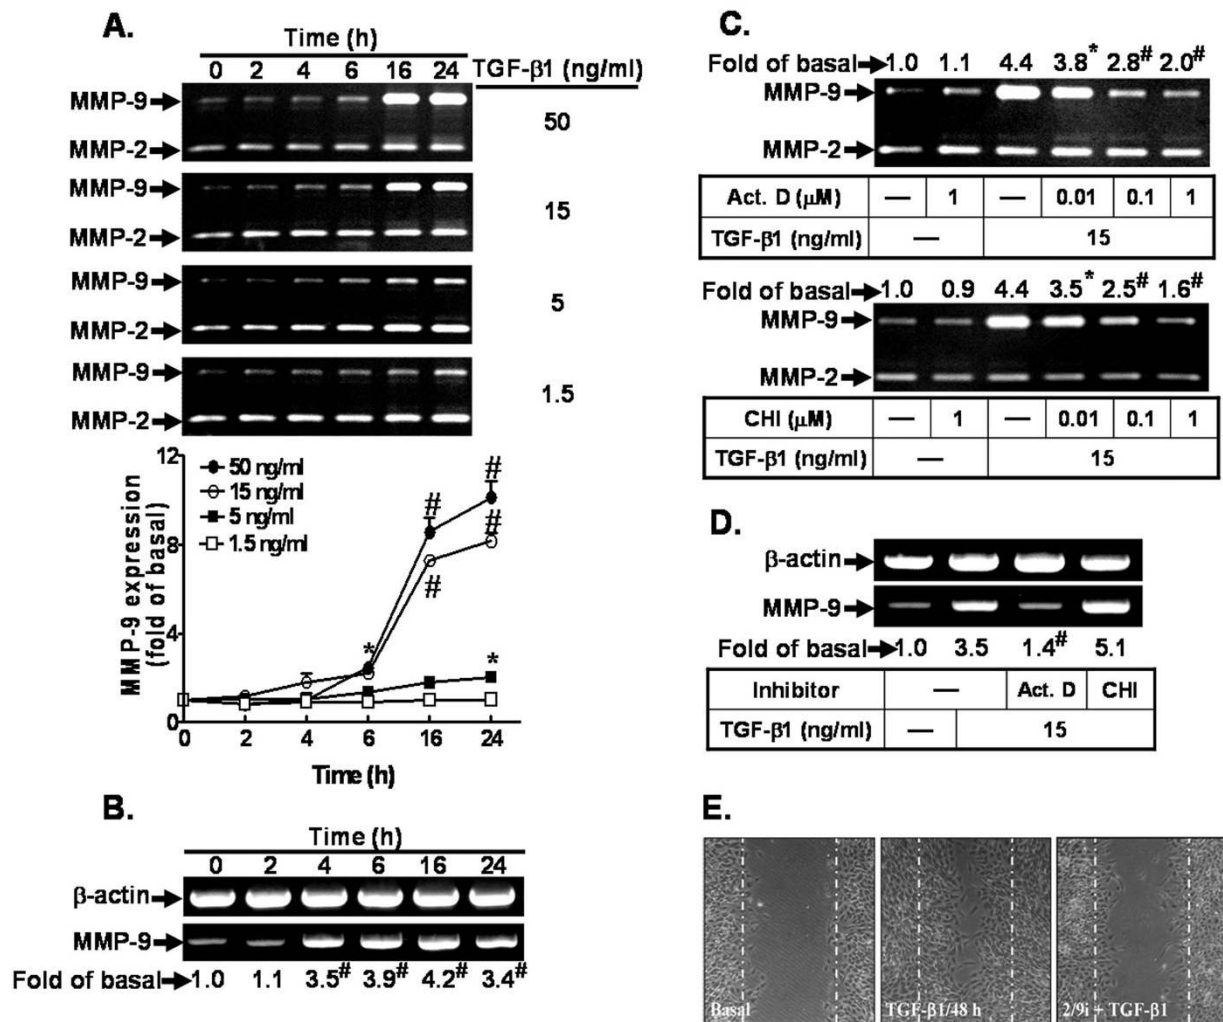 A.
Time (h)
0 2 4 6 16 24 TGF-β1 (ng/ml)
MMP-9
MMP-2
50
MMP-9
MMP-2
15
MMP-9
MMP-2
5
MMP-9
MMP-2
1.5
MMP-9 expression
(fold of basal)
12
8
4
0
50 ng/ml
15 ng/ml
5 ng/ml
1.5 ng/ml
#
#
#
#
*
*
0 2 4 6 16 24
Time (h)
B.
Time (h)
0 2 4 6 16 24
β-actin
MMP-9
Fold of basal 1.0 1.1 3.5# 3.9# 4.2# 3.4#
C.
Fold of basal 1.0 1.1 4.4 3.8* 2.8# 2.0#
MMP-9
MMP-2
Act. D (μM) — 1 — 0.01 0.1 1
TGF-β1 (ng/ml) — 15
Fold of basal 1.0 0.9 4.4 3.5* 2.5# 1.6#
MMP-9
MMP-2
CHI (μM) — 1 — 0.01 0.1 1
TGF-β1 (ng/ml) — 15
D.
β-actin
MMP-9
Fold of basal 1.0 3.5 1.4# 5.1
Inhibitor — Act. D CHI
TGF-β1 (ng/ml) — 15
E.
Basal
TGF-β1/48 h
2/9i + TGF-β1